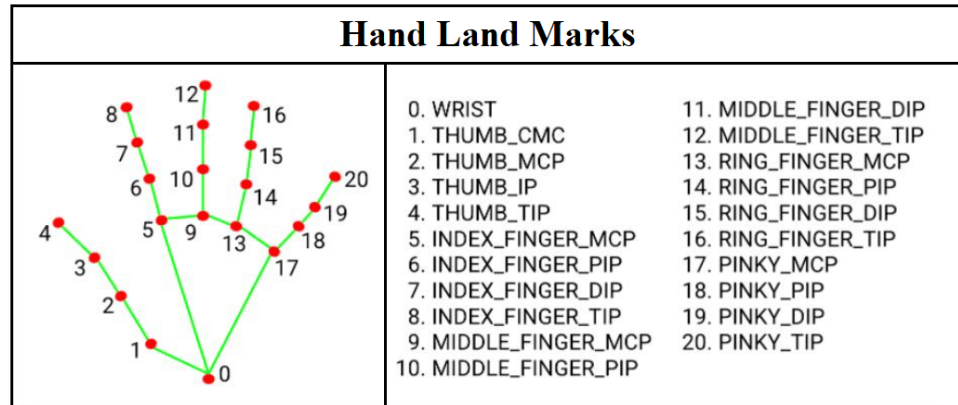 Hand Land Marks
12
8
16
11
7
15
10
6
20
14
19
4
5
9
13
18
3
17
2
1
0
0. WRIST
1. THUMB_CMC
2. THUMB_MCP
3. THUMB_IP
4. THUMB_TIP
5. INDEX_FINGER_MCP
6. INDEX_FINGER_PIP
7. INDEX_FINGER_DIP
8. INDEX_FINGER_TIP
9. MIDDLE_FINGER_MCP
10. MIDDLE_FINGER_PIP
11. MIDDLE_FINGER_DIP
12. MIDDLE_FINGER_TIP
13. RING_FINGER_MCP
14. RING_FINGER_PIP
15. RING_FINGER_DIP
16. RING_FINGER_TIP
17. PINKY_MCP
18. PINKY_PIP
19. PINKY_DIP
20. PINKY_TIP